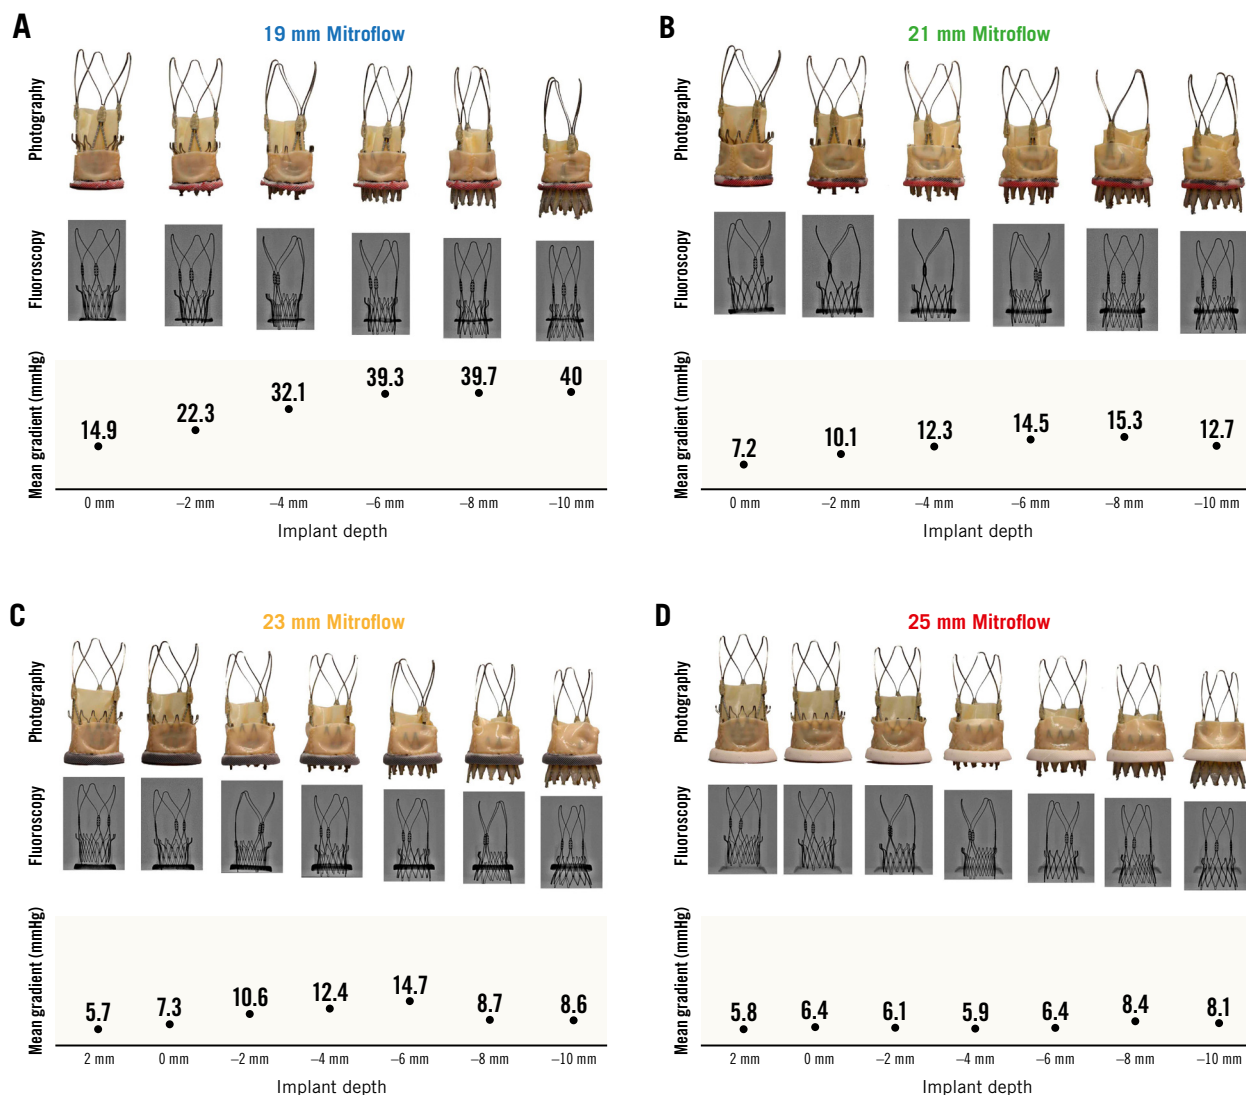 A
19 mm Mitroflow
Photography
Fluoroscopy
Mean gradient (mmHg)
14.9 22.3 32.1 39.3 39.7 40
0 mm –2 mm –4 mm –6 mm –8 mm –10 mm
Implant depth
B
21 mm Mitroflow
Photography
Fluoroscopy
Mean gradient (mmHg)
7.2 10.1 12.3 14.5 15.3 12.7
0 mm –2 mm –4 mm –6 mm –8 mm –10 mm
Implant depth
C
23 mm Mitroflow
Photography
Fluoroscopy
Mean gradient (mmHg)
5.7 7.3 10.6 12.4 14.7 8.7 8.6
2 mm 0 mm –2 mm –4 mm –6 mm –8 mm –10 mm
Implant depth
D
25 mm Mitroflow
Photography
Fluoroscopy
Mean gradient (mmHg)
5.8 6.4 6.1 5.9 6.4 8.4 8.1
2 mm 0 mm –2 mm –4 mm –6 mm –8 mm –10 mm
Implant depth